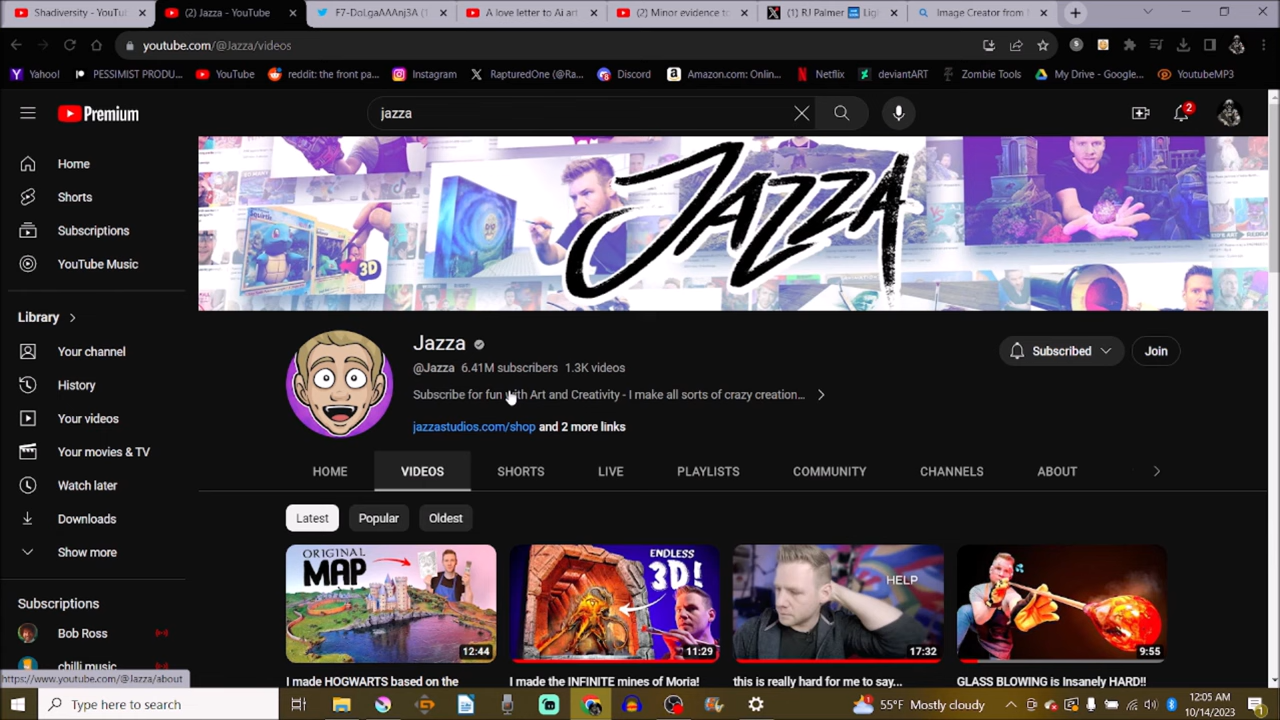 Shadiversity - YouTu
(2) Jazza - YouTube
F7-DoLgaAAAnj3A (1
A love letter to Ai art
(2) Minor evidence to
(1) RJ Palmer
Ligl
Image Creator from
youtube.com/@Jazza/videos
Yahoo!
PESSIMIST PRODU...
YouTube
reddit: the front pa...
Instagram
RapturedOne (@Ra...
Discord
Amazon.com: Onlin...
Netflix
deviantART
Zombie Tools
My Drive - Google...
YoutubeMP3
Premium
jazza
2
Home
Shorts
Subscriptions
YouTube Music
Library
Your channel
History
Your videos
Your movies & TV
Watch later
Downloads
Show more
Subscriptions
Bob Ross
chilli music
https://www.youtube.com/@Jazza/about
JAZZA
3D
Jazza
@Jazza 6.41M subscribers 1.3K videos
Subscribe for fun with Art and Creativity - I make all sorts of crazy creation...
jazzastudios.com/shop and 2 more links
Subscribed
Join
HOME
VIDEOS
SHORTS
LIVE
PLAYLISTS
COMMUNITY
CHANNELS
ABOUT
Latest
Popular
Oldest
ORIGINAL
MAP
12:44
ENDLESS
3D!
11:29
HELP
17:32
9:55
I made HOGWARTS based on the
I made the INFINITE mines of Moria!
this is really hard for me to say...
GLASS BLOWING is Insanely HARD!!
Type here to search
55°F Mostly cloudy
12:05 AM
10/14/2023
1